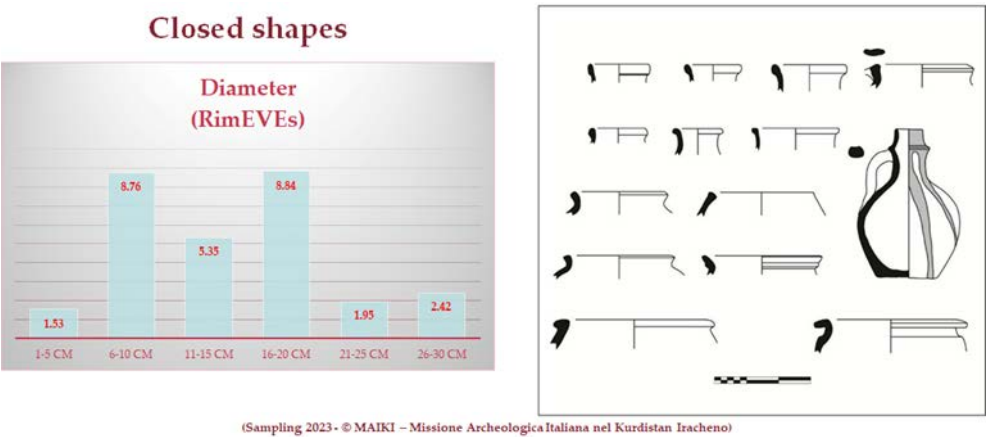 Closed shapes
Diameter
(RimEVEs)
1.53
8.76
5.35
8.84
1.95
2.42
1-5 CM
6-10 CM
11-15 CM
16-20 CM
21-25 CM
26-30 CM
(Sampling 2023 - © MAIKI – Missione Archeologica Italiana nel Kurdistan Iracheno)